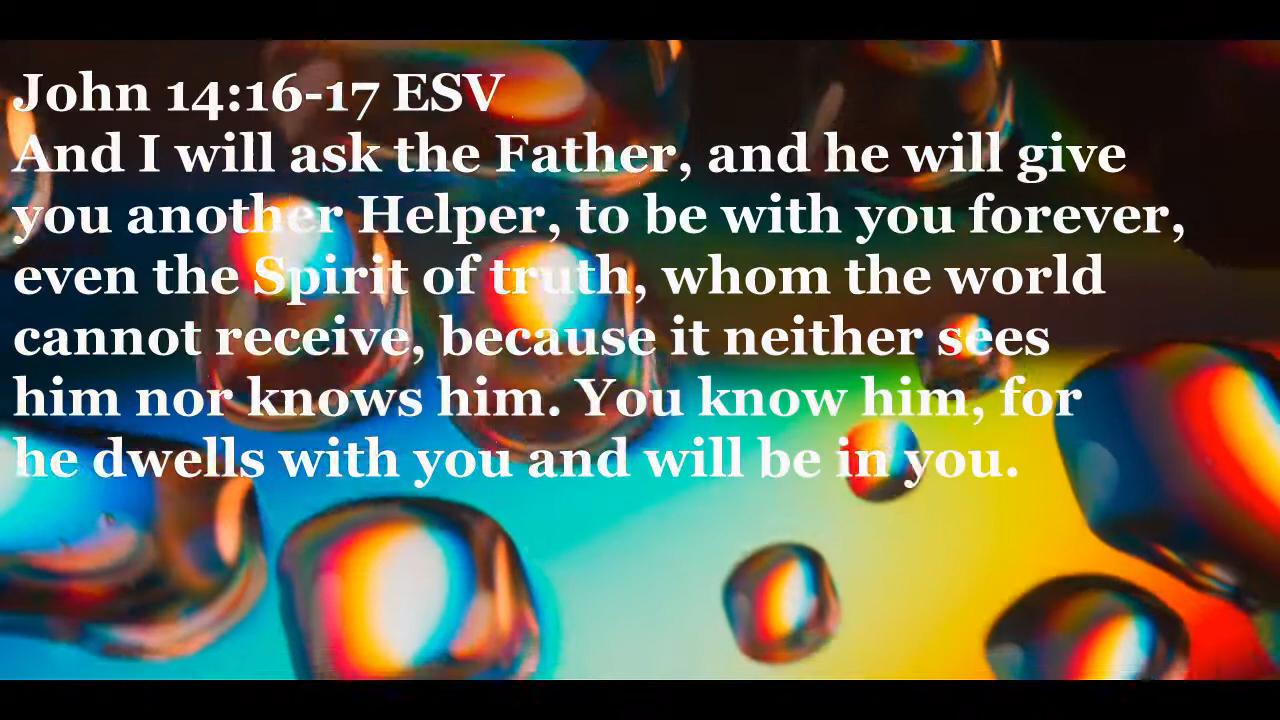 John 14:16-17 ESV
And I will ask the Father, and he will give
you another Helper, to be with you forever,
even the Spirit of truth, whom the world
cannot receive, because it neither sees
him nor knows him. You know him, for
he dwells with you and will be in you.